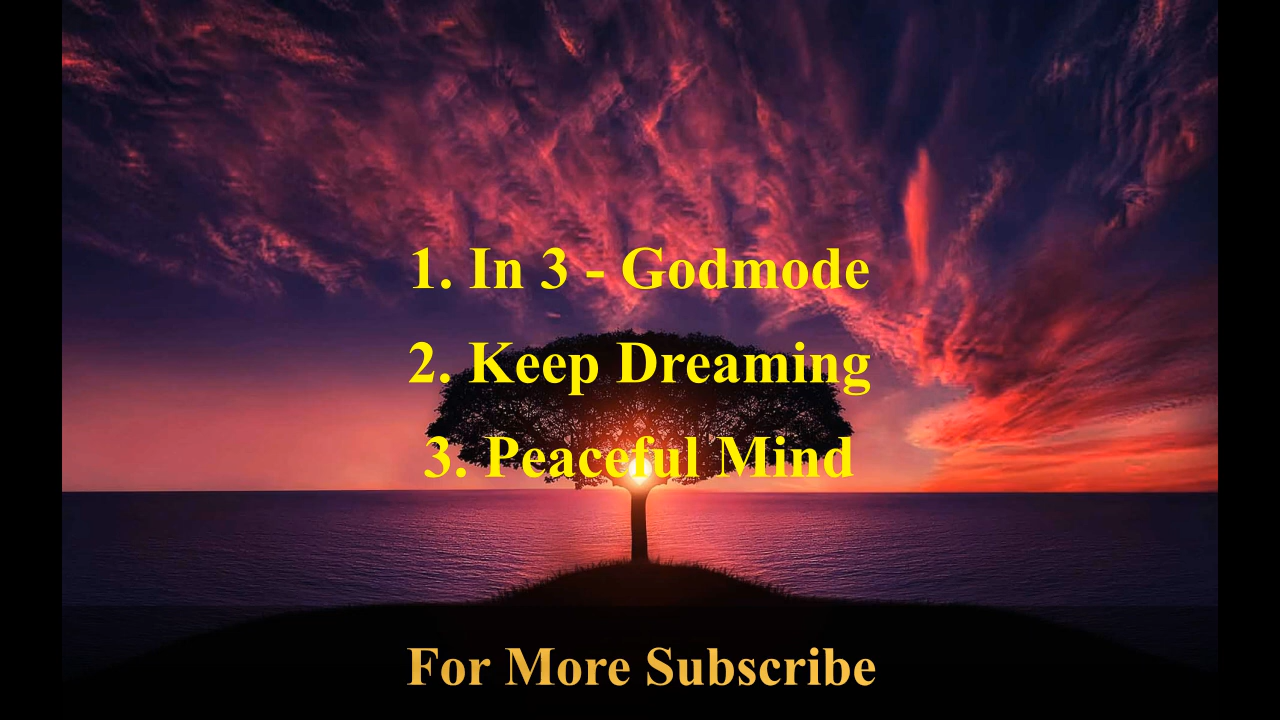 1. In 3 - Godmode
2. Keep Dreaming
3. Peaceful Mind
For More Subscribe